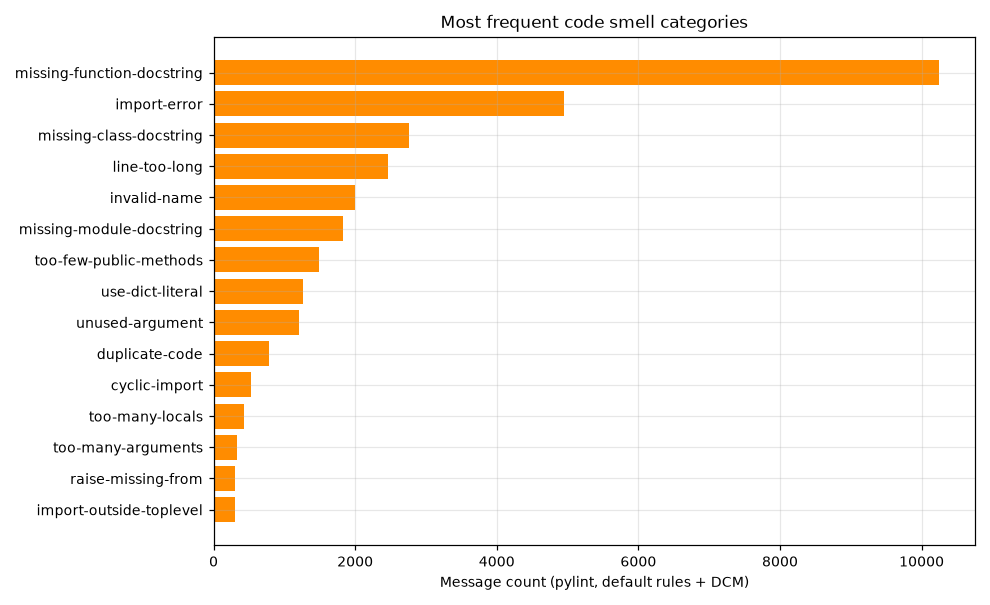 Most frequent code smell categories
missing-function-docstring
import-error
missing-class-docstring
line-too-long
invalid-name
missing-module-docstring
too-few-public-methods
use-dict-literal
unused-argument
duplicate-code
cyclic-import
too-many-locals
too-many-arguments
raise-missing-from
import-outside-toplevel
0 2000 4000 6000 8000 10000
Message count (pylint, default rules + DCM)